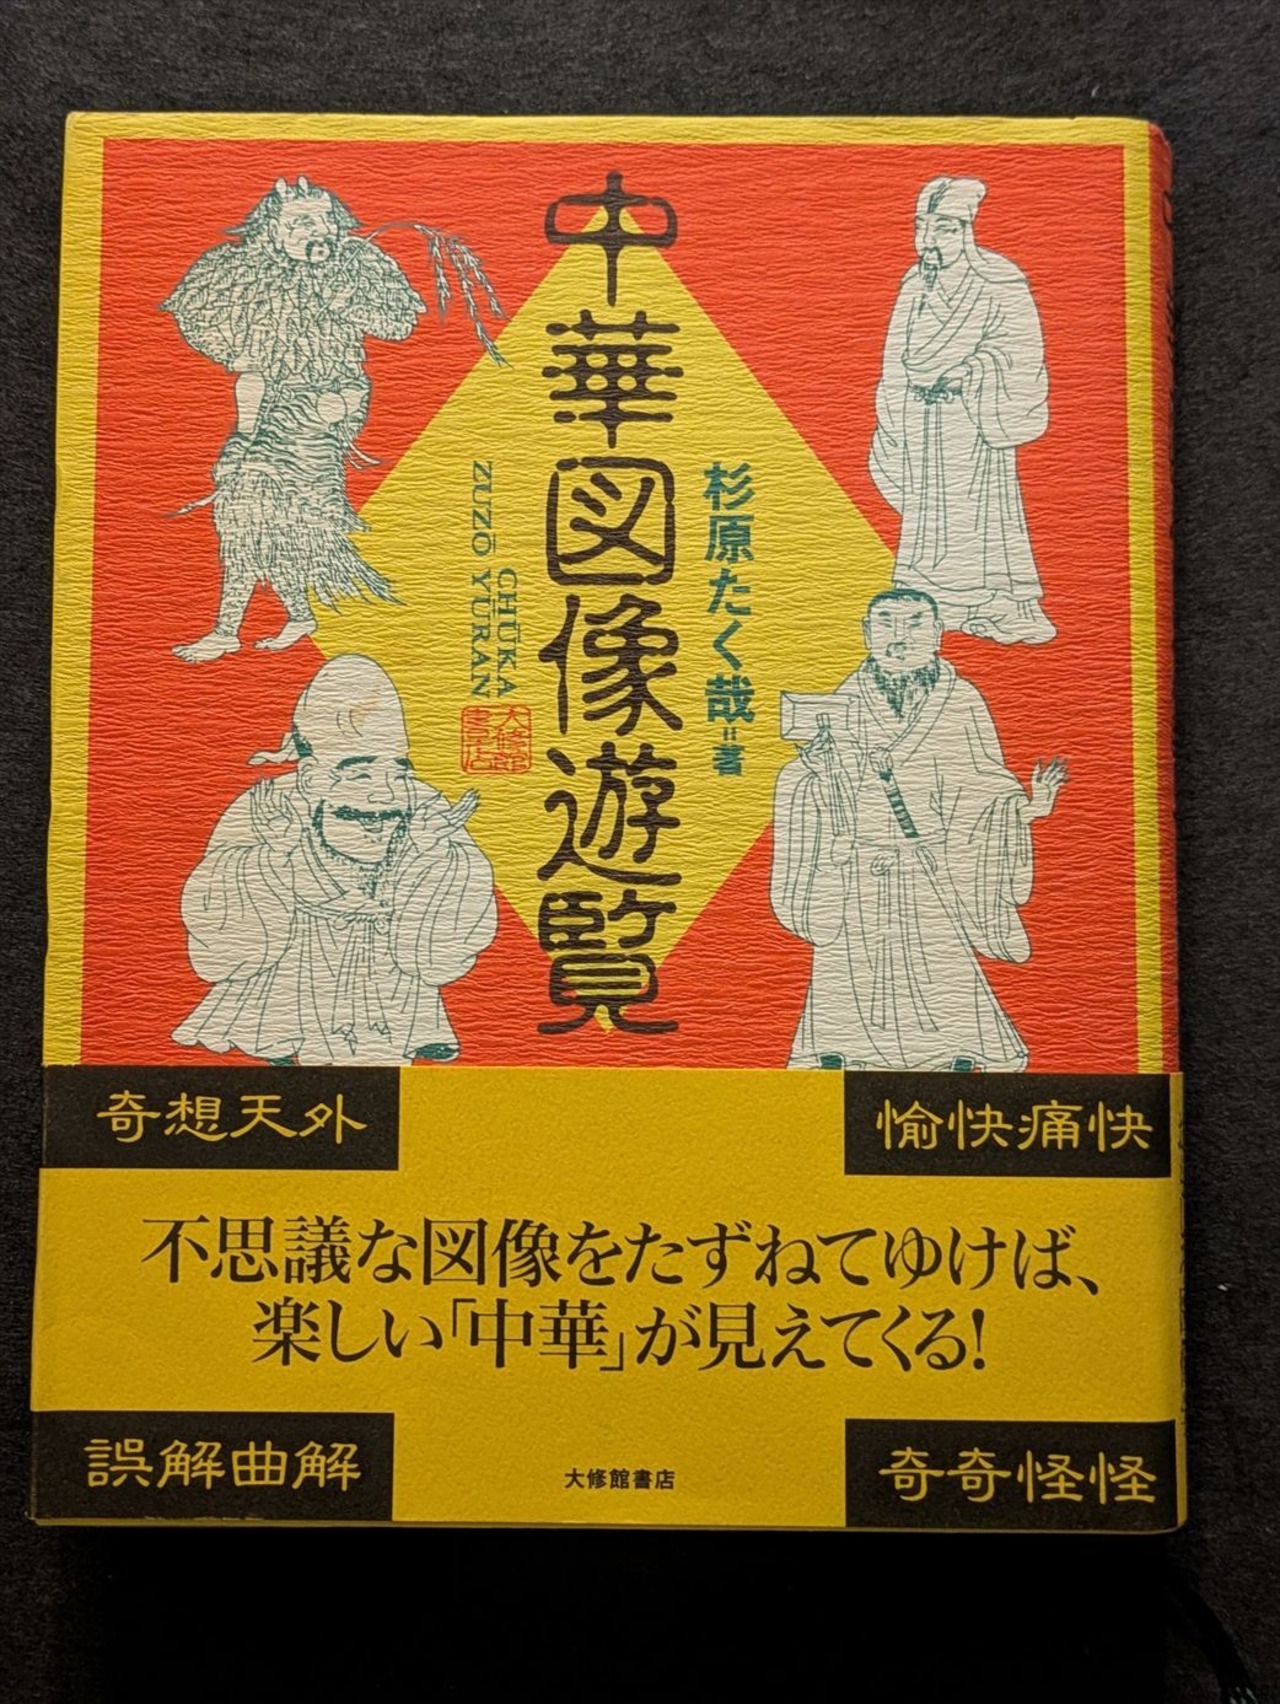 中華図像遊覧
杉原たく哉=著
CHŪKA
ZUZŌ YŪRAN
大修館
書店
奇想天外
愉快痛快
不思議な図像をたずねてゆけば、
楽しい「中華」が見えてくる!
誤解曲解
大修館書店
奇奇怪怪